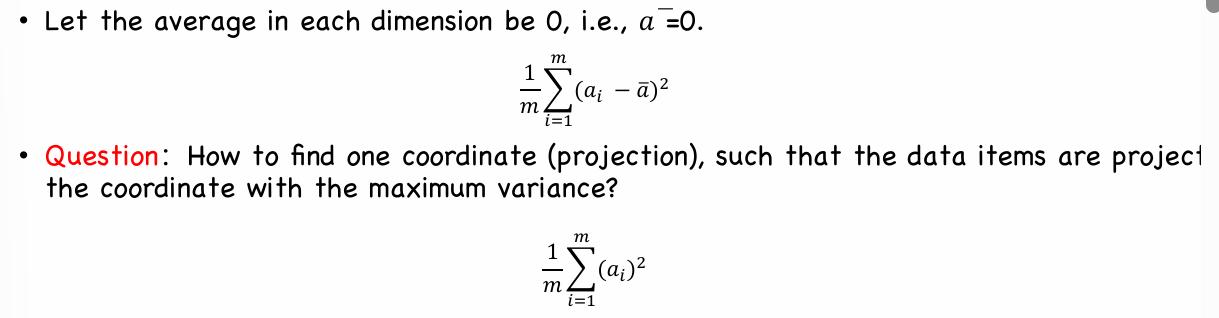 • Let the average in each dimension be 0, i.e., a ̅=0.
$\frac{1}{m}\sum_{i=1}^{m}(a_i - \bar{a})^2$
• Question: How to find one coordinate (projection), such that the data items are project
the coordinate with the maximum variance?
$\frac{1}{m}\sum_{i=1}^{m}(a_i)^2$